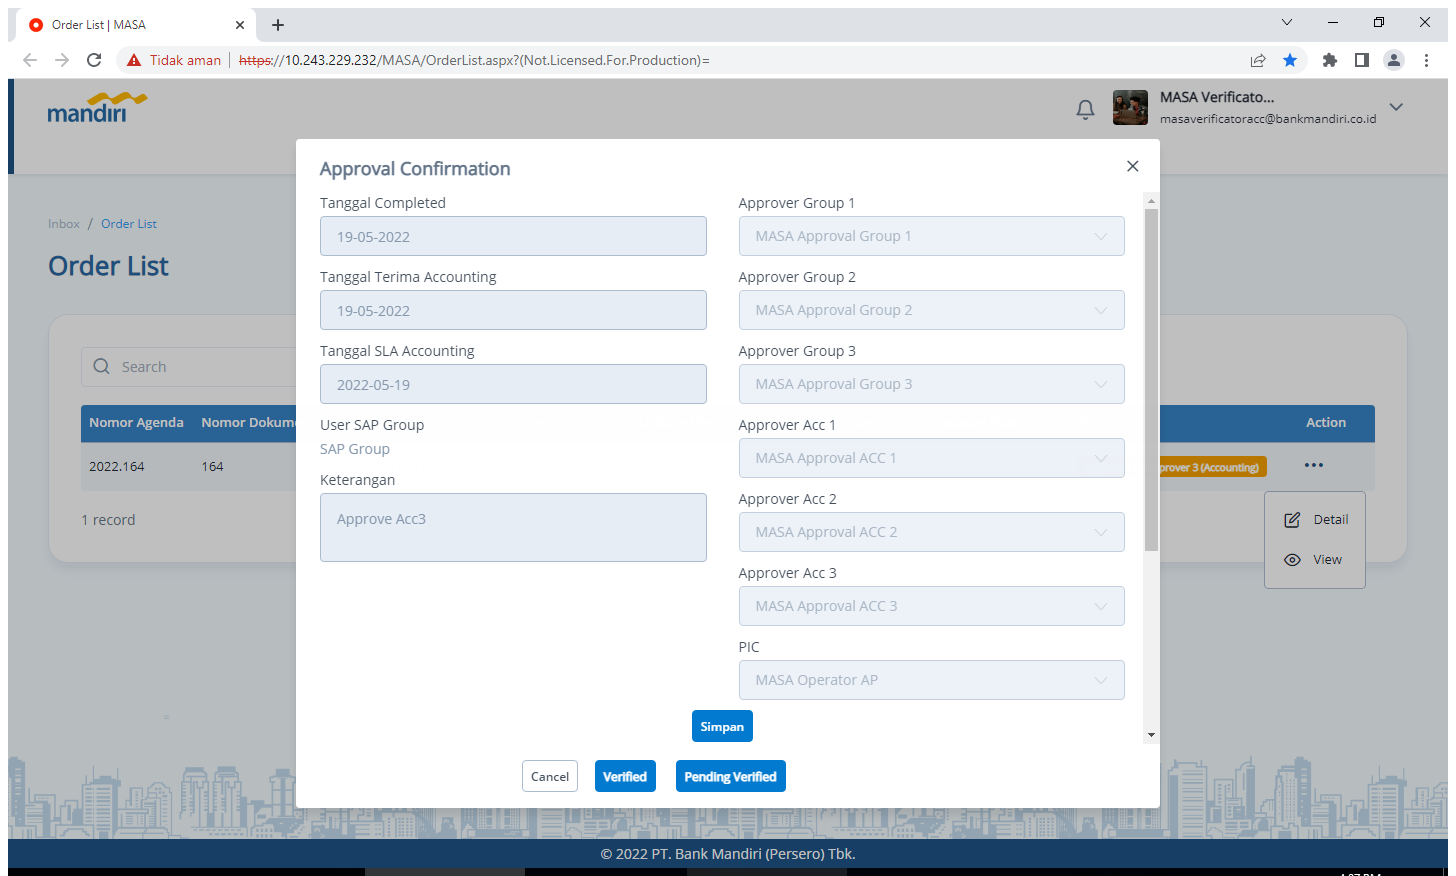 Order List | MASA
Tidak aman
https://10.243.229.232/MASA/OrderList.aspx?(Not.Licensed.For.Production)=
mandiri
MASA Verificato...
masaverificatoracc@bankmandiri.co.id
Inbox / Order List
Order List
Search
Nomor Agenda
Nomor Dokum
Action
2022.164
164
prover 3 (Accounting)
1 record
Detail
View
Approval Confirmation
Tanggal Completed
19-05-2022
Tanggal Terima Accounting
19-05-2022
Tanggal SLA Accounting
2022-05-19
User SAP Group
SAP Group
Keterangan
Approve Acc3
Approver Group 1
MASA Approval Group 1
Approver Group 2
MASA Approval Group 2
Approver Group 3
MASA Approval Group 3
Approver Acc 1
MASA Approval ACC 1
Approver Acc 2
MASA Approval ACC 2
Approver Acc 3
MASA Approval ACC 3
PIC
MASA Operator AP
Simpan
Cancel
Verified
Pending Verified
© 2022 PT. Bank Mandiri (Persero) Tbk.